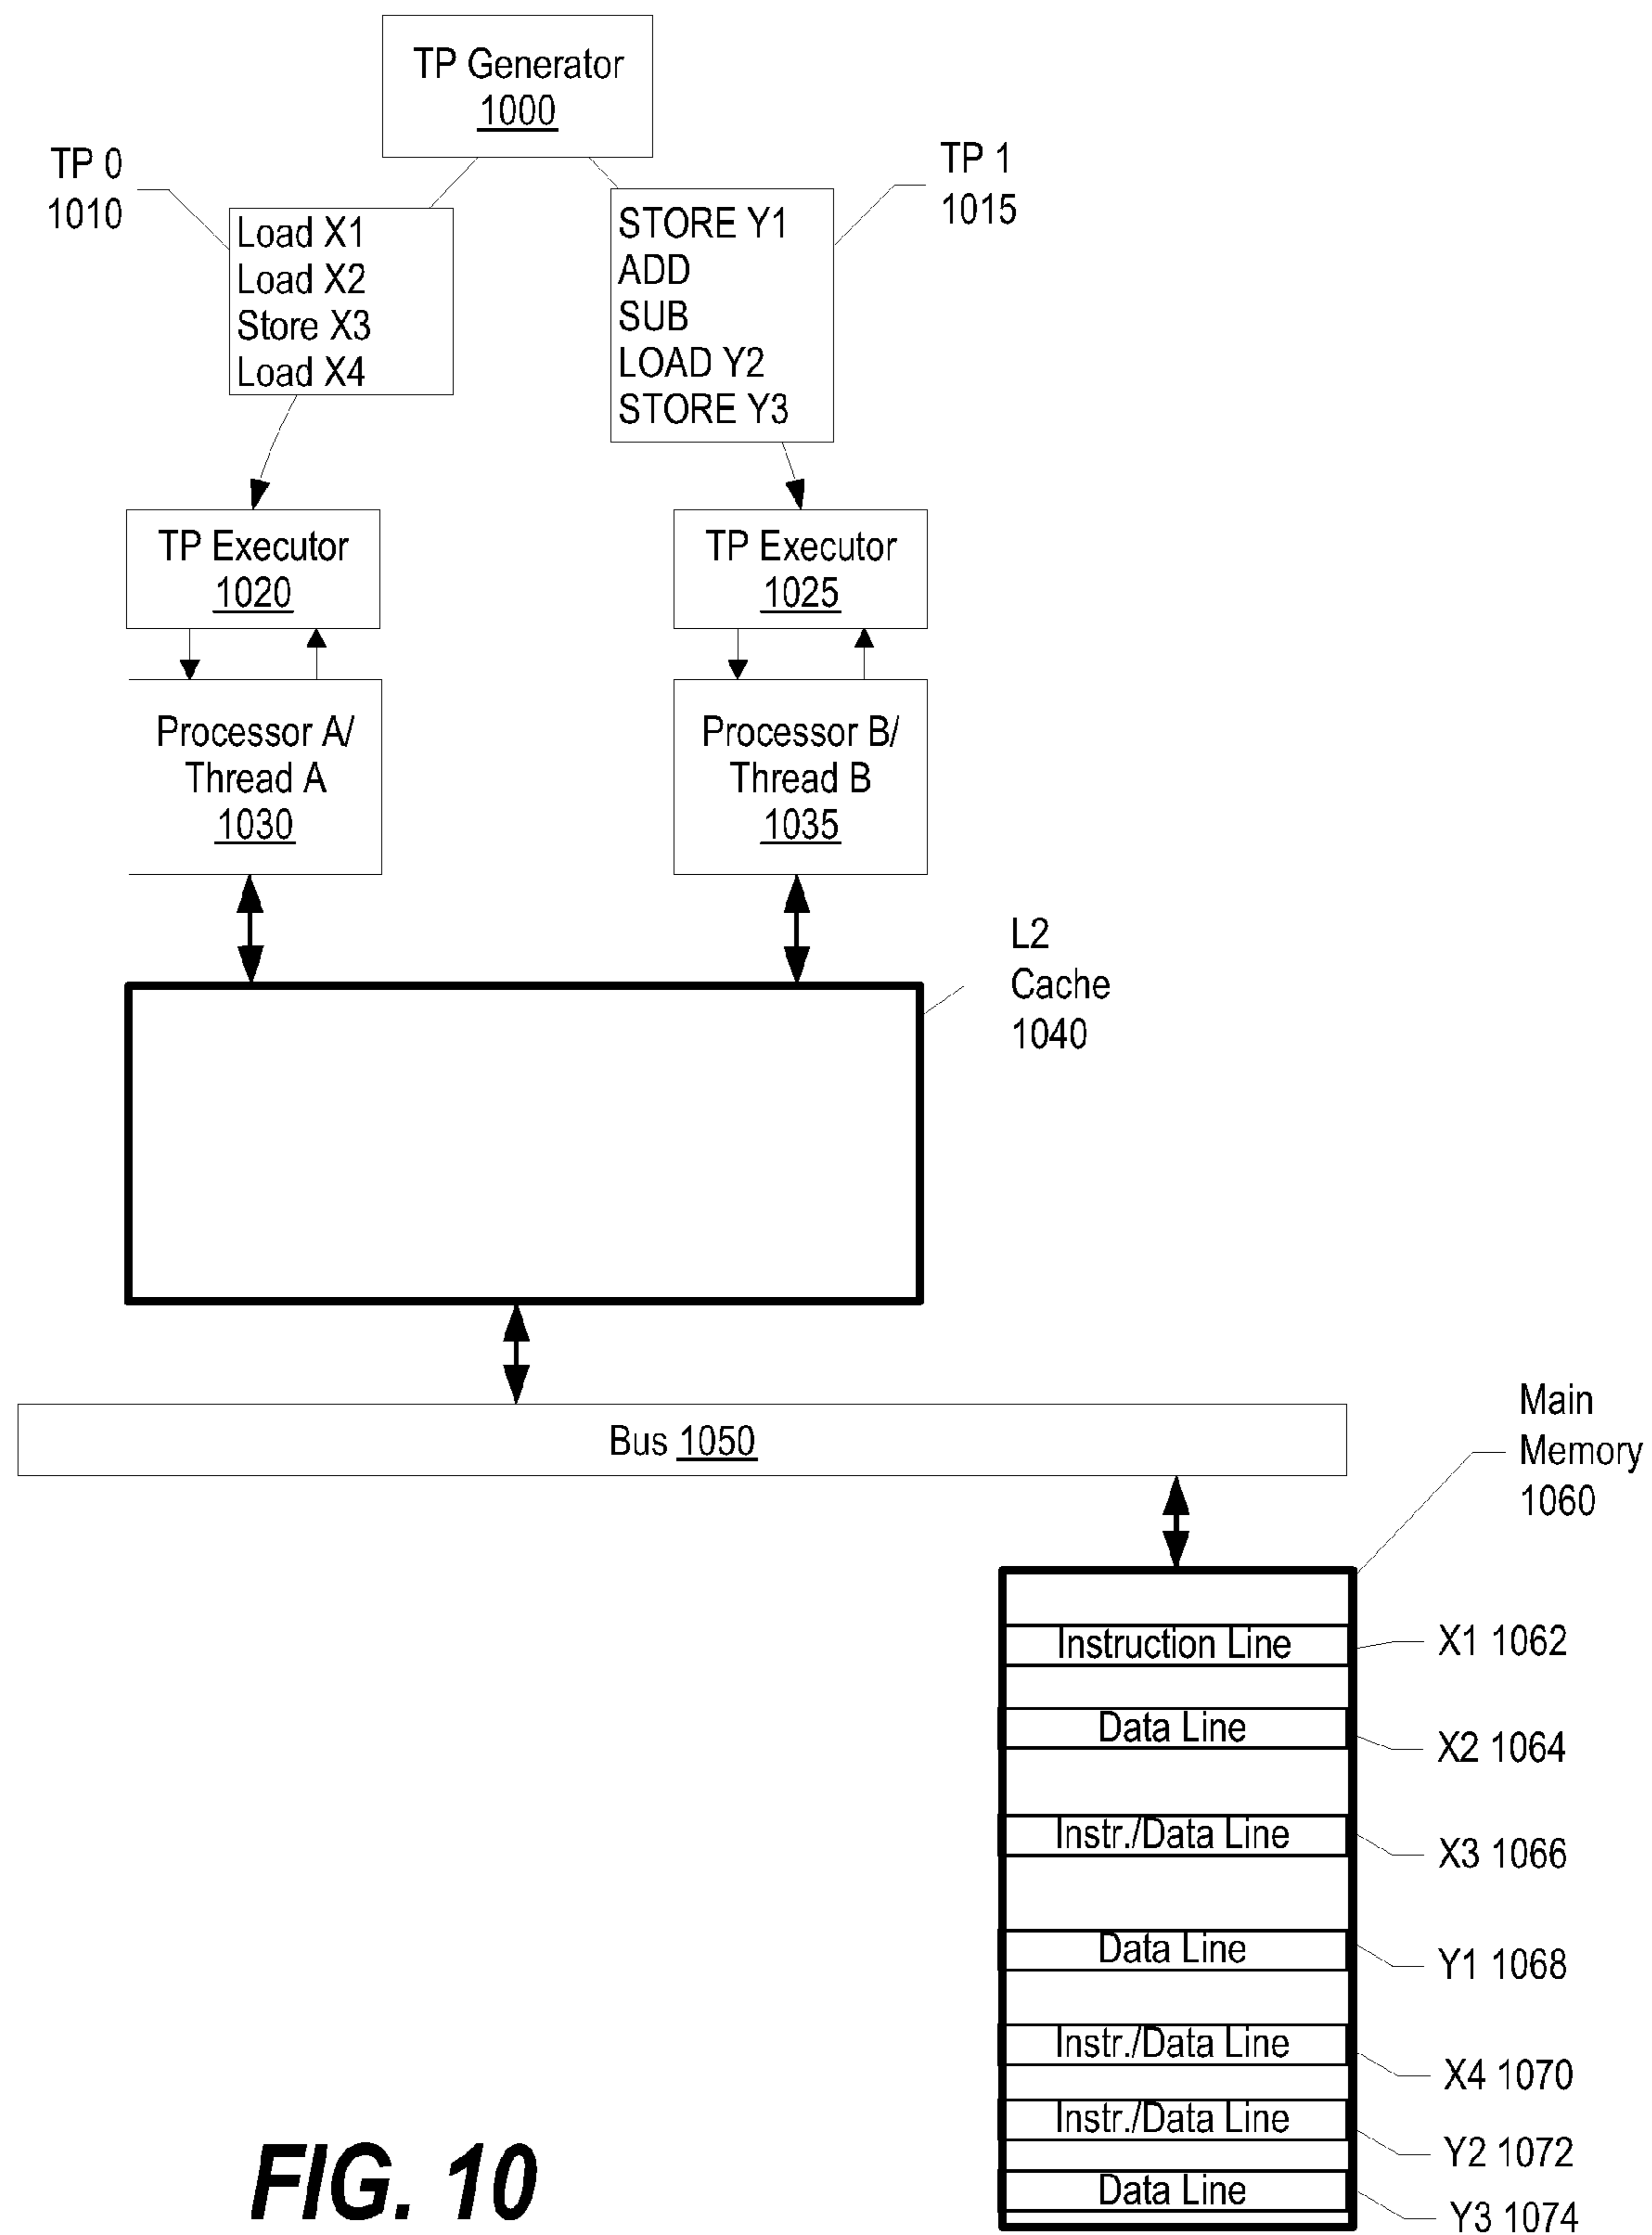 TP Generator
1000
TP 0
1010
TP 1
1015
Load X1
Load X2
Store X3
Load X4
STORE Y1
ADD
SUB
LOAD Y2
STORE Y3
TP Executor
1020
TP Executor
1025
Processor A/
Thread A
1030
Processor B/
Thread B
1035
L2
Cache
1040
Bus 1050
Main
Memory
1060
Instruction Line
X1 1062
Data Line
X2 1064
Instr./Data Line
X3 1066
Data Line
Y1 1068
Instr./Data Line
X4 1070
Instr./Data Line
Y2 1072
Data Line
Y3 1074
FIG. 10